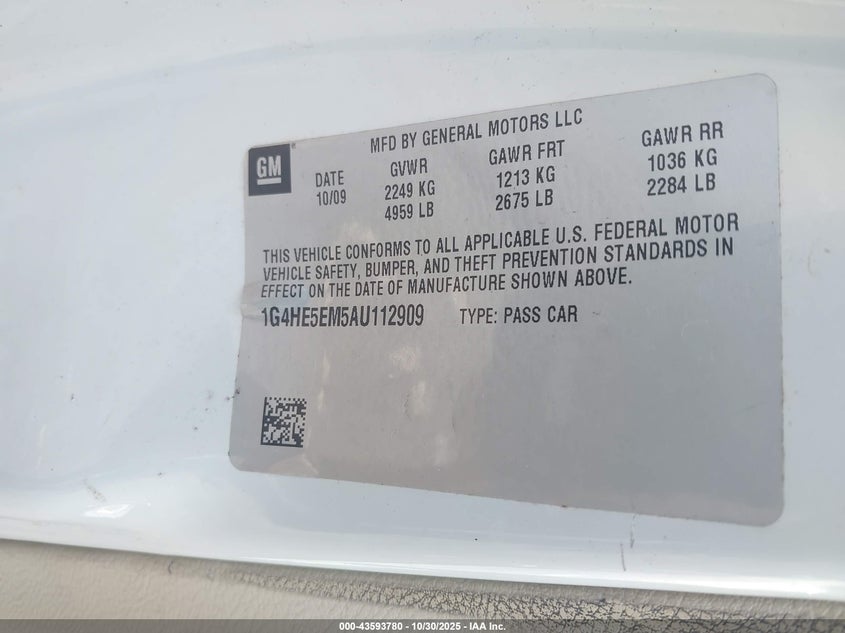 MFD BY GENERAL MOTORS LLC
GM
DATE GVWR GAWR FRT GAWR RR
10/09 2249 KG 1213 KG 1036 KG
4959 LB 2675 LB 2284 LB
THIS VEHICLE CONFORMS TO ALL APPLICABLE U.S. FEDERAL MOTOR
VEHICLE SAFETY, BUMPER, AND THEFT PREVENTION STANDARDS IN
EFFECT ON THE DATE OF MANUFACTURE SHOWN ABOVE.
1G4HE5EM5AU112909 TYPE: PASS CAR
000-43593780 - 10/30/2025 - IAA Inc.